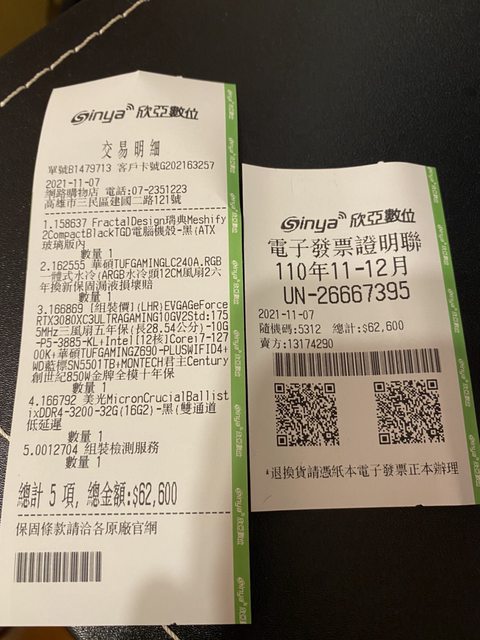 Sinya 欣亞數位
交易明細
單號B1479713 客戶卡號G202163257
2021-11-07
網路購物店 電話:07-2351223
高雄市三民區建國二路121號
1.158637 FractalDesign瑞典Meshify
2CompactBlackTGD電腦機殼-黑(ATX
玻璃版內
數量 1
2.162555 華碩TUFGAMINGLC240A.RGB
一體式水冷(ARGB水冷頭12CM風扇2六
年換新保固漏液損壞賠
數量 1
3.166869 [組裝價](LHR)EVGAGeForce
RTX3080XC3ULTRAGAMING10GV2Std:175
5MHz三風扇五年保(長28.54公分)-10G
-P5-3885-KL+Intel[12核]Corei7-127
00K+華碩TUFGAMINGZ690-PLUSWIFID4+
WD藍標SN5501TB+MONTECH君主Century
創世紀850W金牌全模十年保
數量 1
4.166792 美光MicronCrucialBallist
ixDDR4-3200-32G(16G2)-黑(雙通道
低延遲
數量 1
5.0012704 組裝檢測服務
數量 1
總計 5 項, 總金額:$62,600
保固條款請洽各原廠官網
Sinya 欣亞數位
電子發票證明聯
110年11-12月
UN-26667395
2021-11-07
隨機碼:5312 總計:$62,600
賣方:13174290
*退換貨請憑紙本電子發票正本辦理